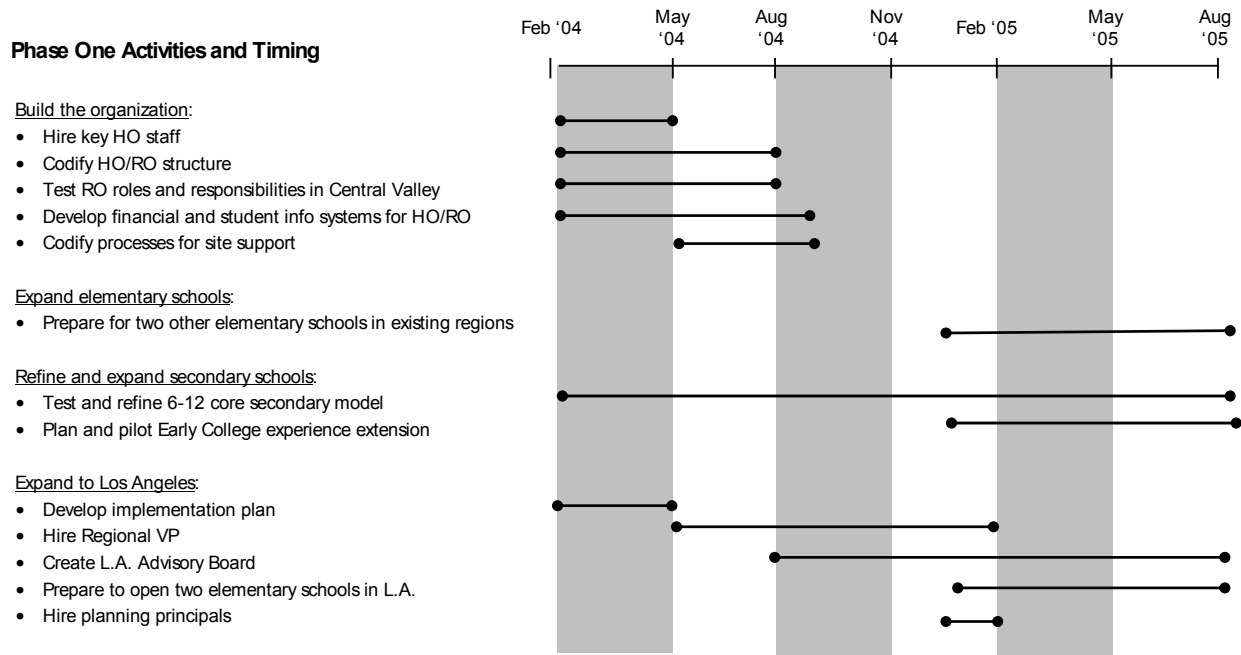 Feb ‘04
May ‘04
Aug ‘04
Nov ‘04
Feb ‘05
May ‘05
Aug ‘05
Phase One Activities and Timing
Build the organization:
• Hire key HO staff
• Codify HO/RO structure
• Test RO roles and responsibilities in Central Valley
• Develop financial and student info systems for HO/RO
• Codify processes for site support
Expand elementary schools:
• Prepare for two other elementary schools in existing regions
Refine and expand secondary schools:
• Test and refine 6-12 core secondary model
• Plan and pilot Early College experience extension
Expand to Los Angeles:
• Develop implementation plan
• Hire Regional VP
• Create L.A. Advisory Board
• Prepare to open two elementary schools in L.A.
• Hire planning principals